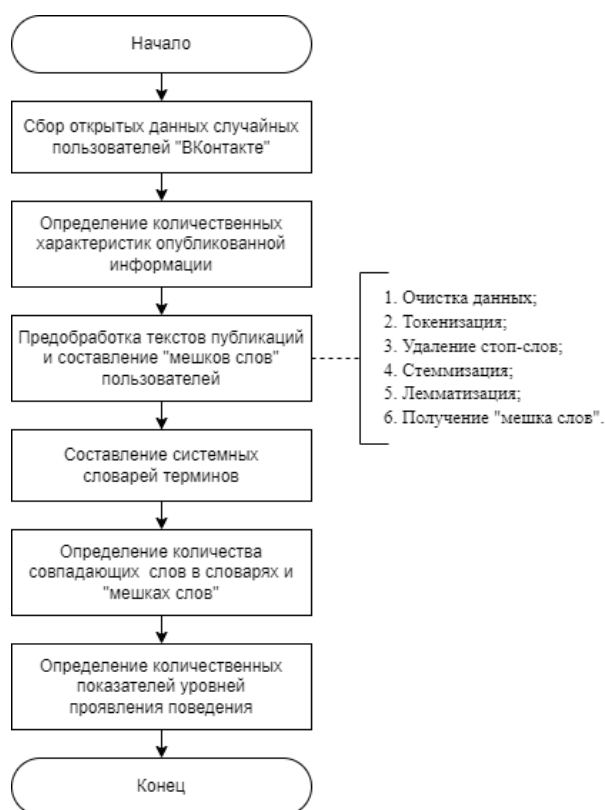 Начало
Сбор открытых данных случайных
пользователей "ВКонтакте"
Определение количественных
характеристик опубликованной
информации
Предобработка текстов публикаций
и составление "мешков слов"
пользователей
1. Очистка данных;
2. Токенизация;
3. Удаление стоп-слов;
4. Стеммизация;
5. Лемматизация;
6. Получение "мешка слов".
Составление системных
словарей терминов
Определение количества
совпадающих слов в словарях и
"мешках слов"
Определение количественных
показателей уровней
проявления поведения
Конец